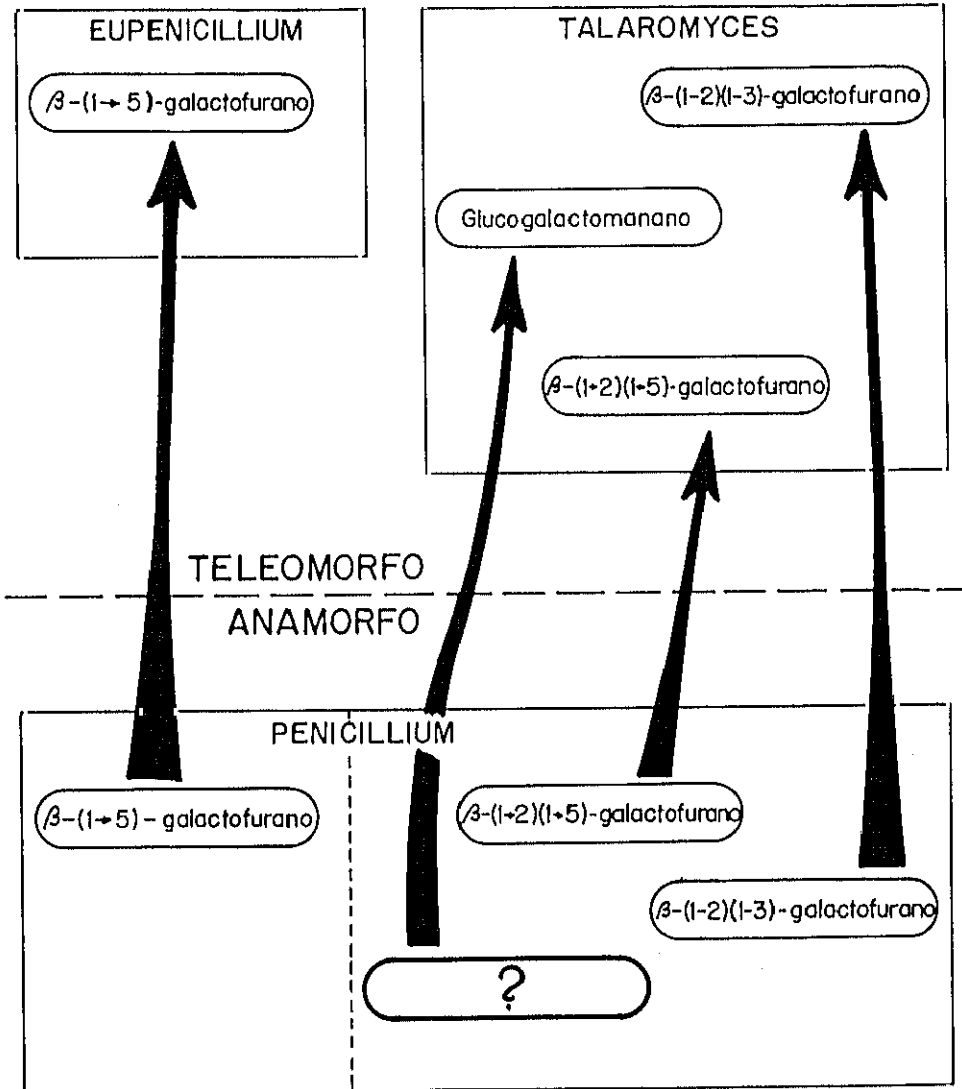 EUPENICILLIUM
β-(1→5)-galactofurano
TALAROMYCES
β-(1-2)(1-3)-galactofurano
Glucogalactomanano
β-(1→2)(1→5)-galactofurano
TELEOMORFO
ANAMORFO
PENICILLIUM
β-(1→5)-galactofurano
β-(1→2)(1→5)-galactofurano
β-(1-2)(1-3)-galactofurano
?